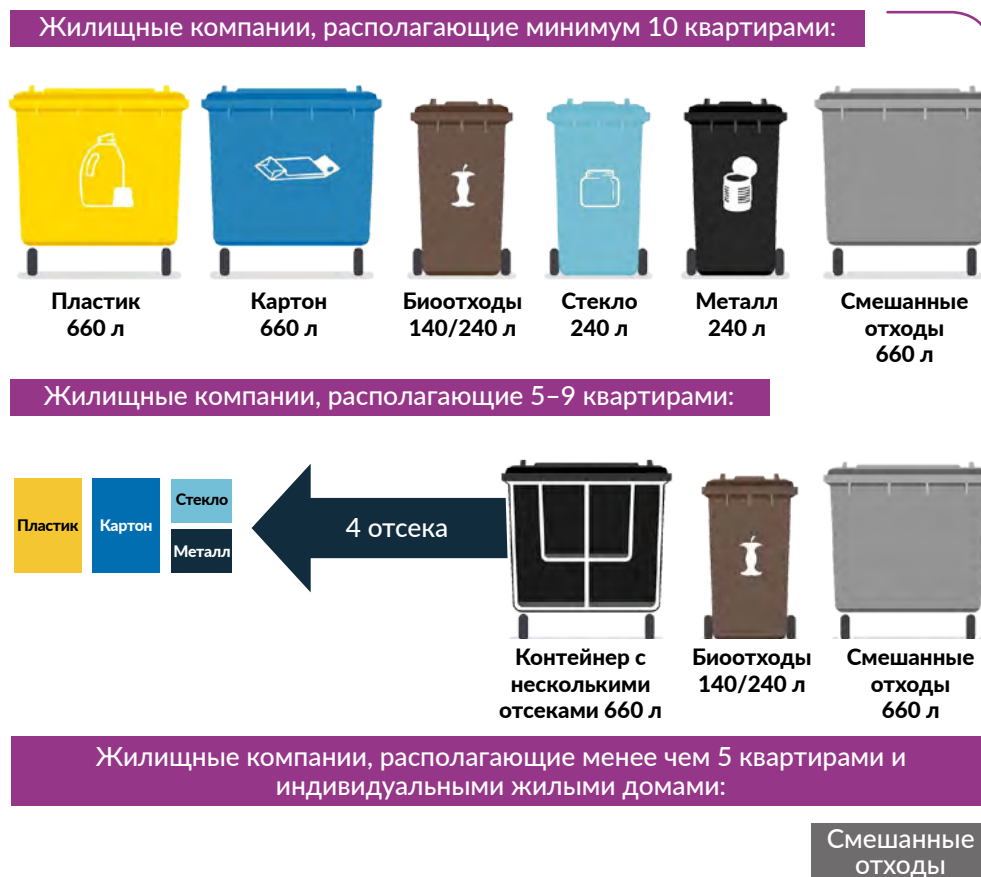 Жилищные компании, располагающие минимум 10 квартирами:
Пластик
660 л
Картон
660 л
Биоотходы
140/240 л
Стекло
240 л
Металл
240 л
Смешанные
отходы
660 л
Жилищные компании, располагающие 5–9 квартирами:
Пластик
Картон
Стекло
Металл
4 отсека
Контейнер с
несколькими
отсеками 660 л
Биоотходы
140/240 л
Смешанные
отходы
660 л
Жилищные компании, располагающие менее чем 5 квартирами и
индивидуальными жилыми домами:
Смешанные
отходы